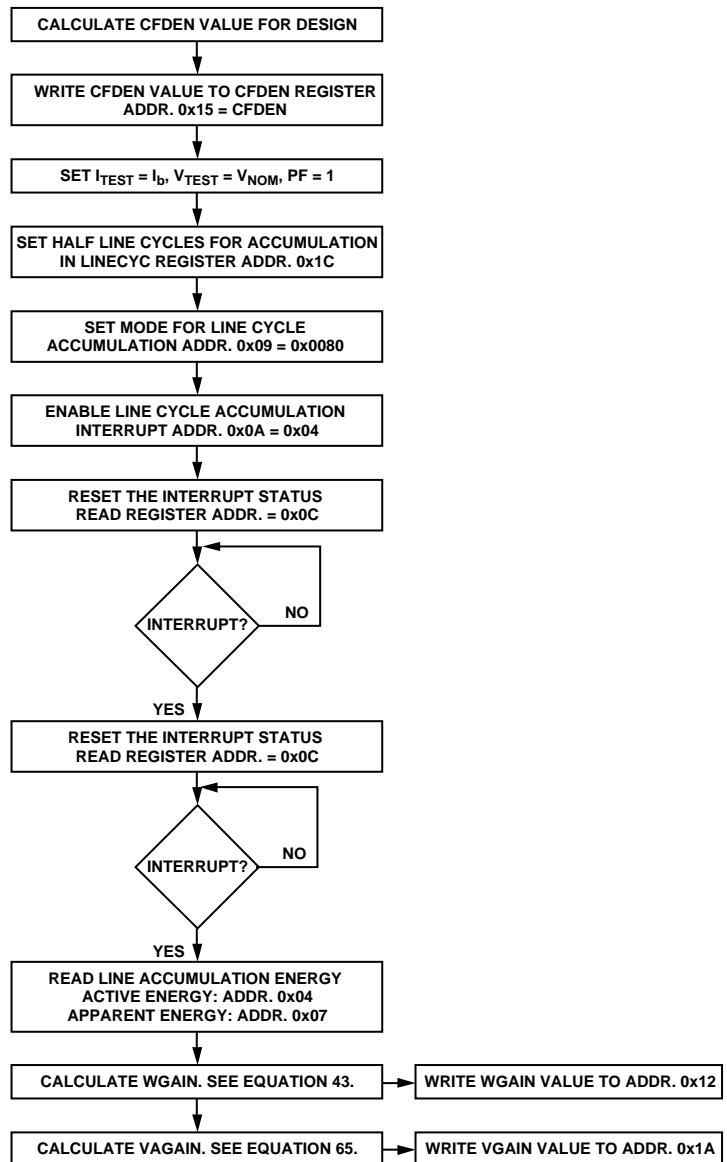 CALCULATE CFDEN VALUE FOR DESIGN
WRITE CFDEN VALUE TO CFDEN REGISTER
ADDR. 0x15 = CFDEN
SET ITEST = Ib, VTEST = VNOM, PF = 1
SET HALF LINE CYCLES FOR ACCUMULATION
IN LINECYC REGISTER ADDR. 0x1C
SET MODE FOR LINE CYCLE
ACCUMULATION ADDR. 0x09 = 0x0080
ENABLE LINE CYCLE ACCUMULATION
INTERRUPT ADDR. 0x0A = 0x04
RESET THE INTERRUPT STATUS
READ REGISTER ADDR. = 0x0C
INTERRUPT?
NO
YES
RESET THE INTERRUPT STATUS
READ REGISTER ADDR. = 0x0C
INTERRUPT?
NO
YES
READ LINE ACCUMULATION ENERGY
ACTIVE ENERGY: ADDR. 0x04
APPARENT ENERGY: ADDR. 0x07
CALCULATE WGAIN. SEE EQUATION 43.
WRITE WGAIN VALUE TO ADDR. 0x12
CALCULATE VAGAIN. SEE EQUATION 65.
WRITE VGAIN VALUE TO ADDR. 0x1A